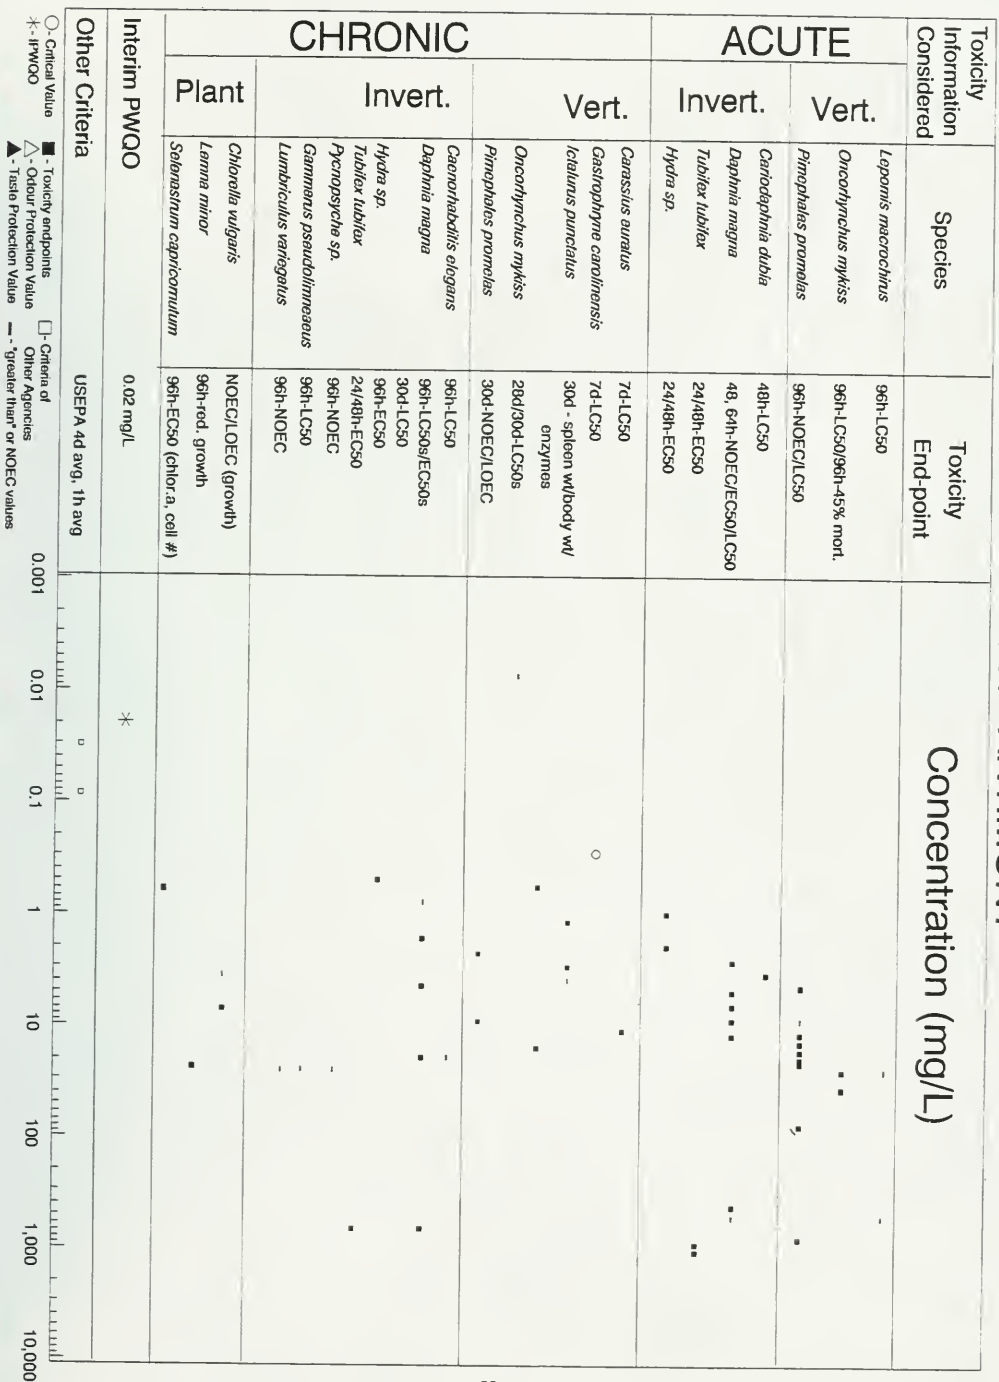 Toxicity Information Considered
Species
Toxicity End-point
Concentration (mg/L)
ACUTE
Vert.
Lepomis macrochirus 96h-LC50
Oncorhynchus mykiss 96h-LC50/96h-45% mort.
Pimephalas promolas 96h-NOEC/LC50
Invert.
Cariodaphnia dubia 48h-LC50
Daphnia magna 48, 64h-NOEC/EC50/LC50
Tubifex tubifox 24/48h-EC50
Hydra sp. 24/48h-EC50
CHRONIC
Vert.
Carassius auratus 7d-LC50
Gastrophryne carolinensis 7d-LC50
Ictalurus punctatus 30d - spleen wt/body wt/
enzymes
Oncorhynchus mykiss 28d/30d-LC50s
Pimephales promelas 30d-NOEC/LOEC
Invert.
Caenorhabditis elegans 96h-LC50
Daphnia magna 96h-LC50s/EC50s
30d-LC50
Hydra sp. 96h-EC50
Tubifex tubifex 24/48h-EC50
Pycnopsyche sp. 96h-NOEC
Gammarus pseudolimnaeus 96h-LC50
Lumbriculus variegatus 96h-NOEC
Plant
Chlorella vulgaris NOEC/LOEC (growth)
Lemna minor 96h-red. growth
Selenastrum capricornutum 96h-EC50 (chlor.a, cell #)
Interim PWQO 0.02 mg/L
Other Criteria USEPA 4d avg, 1h avg
0.001 0.01 0.1 1 10 100 1,000 10,000
- Critical Value
- IPWQO
- Toxicity endpoints
- Odour Protection Value
- Taste Protection Value
- Criteria of
Other Agencies
- "greater than" or NOEC values